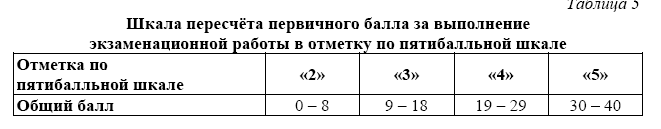 Таблица 5
Шкала пересчёта первичного балла за выполнение
экзаменационной работы в отметку по пятибалльной шкале
Отметка по
пятибалльной шкале «2» «3» «4» «5»
Общий балл 0 – 8 9 – 18 19 – 29 30 – 40